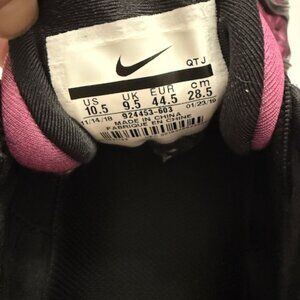 QTJ
US UK EUR cm
10.5 9.5 44.5 28.5
11/14/18 924453-603 01/23/19
MADE IN CHINA
FABRIQUÉ EN CHINE